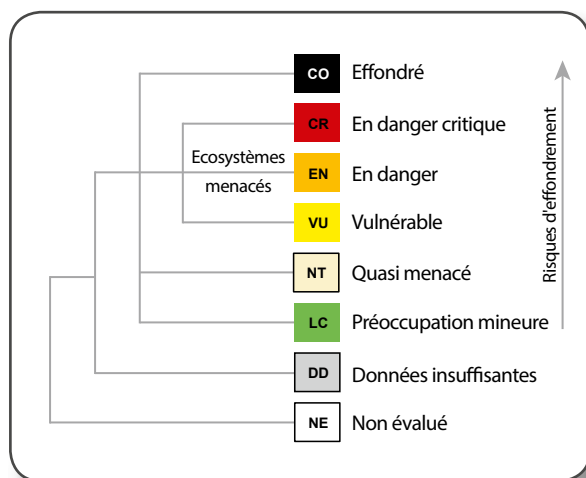 CO Effondré
CR En danger critique
Ecosystèmes
menacés
EN En danger
VU Vulnérable
NT Quasi menacé
LC Préoccupation mineure
DD Données insuffisantes
NE Non évalué
Risques d'effondrement